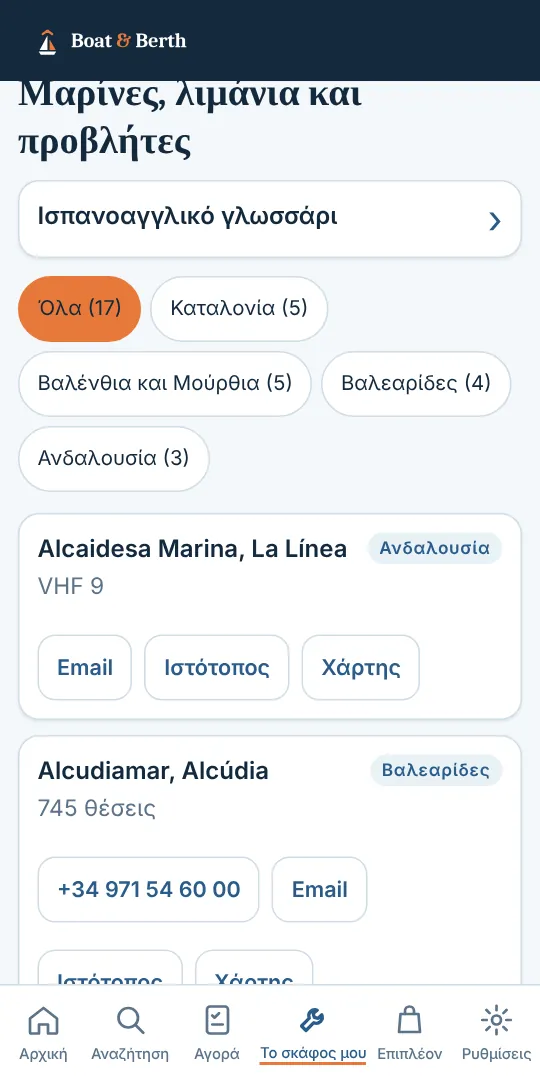 Boat & Berth
Μαρίνες, λιμάνια και
προβλήτες
Ισπανοαγγλικό γλωσσάρι
Όλα (17)
Καταλονία (5)
Βαλένθια και Μούρθια (5)
Βαλεαρίδες (4)
Ανδαλουσία (3)
Alcaidesa Marina, La Línea
Ανδαλουσία
VHF 9
Email
Ιστότοπος
Χάρτης
Alcudiamar, Alcúdia
Βαλεαρίδες
745 θέσεις
+34 971 54 60 00
Email
Ιστότοπος
Χάρτης
Αρχική
Αναζήτηση
Αγορά
Το σκάφος μου
Επιπλέον
Ρυθμίσεις